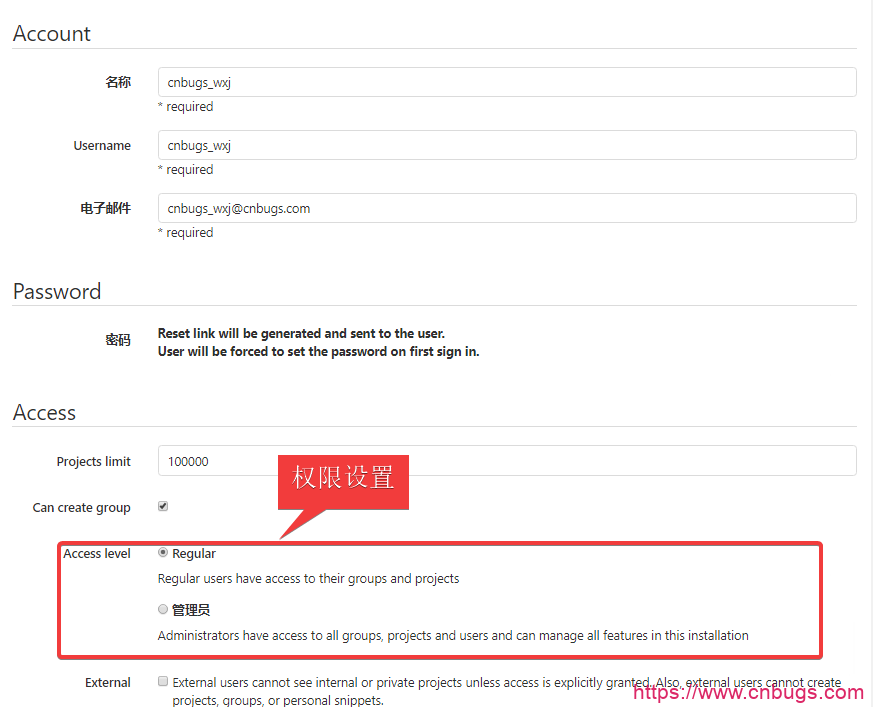 Account
名称
cnbugs_wxj
* required
Username
cnbugs_wxj
* required
电子邮件
cnbugs_wxj@cnbugs.com
* required
Password
密码
Reset link will be generated and sent to the user.
User will be forced to set the password on first sign in.
Access
Projects limit
100000
权限设置
Can create group
Access level
Regular
Regular users have access to their groups and projects
管理员
Administrators have access to all groups, projects and users and can manage all features in this installation
External
External users cannot see internal or private projects unless access is explicitly granted. Also, external users cannot create
projects, groups, or personal snippets.
https://www.cnbugs.com